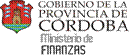 GOBIERNO DE LA
PROVINCIA DE
CORDOBA
Ministerio de
FINANZAS